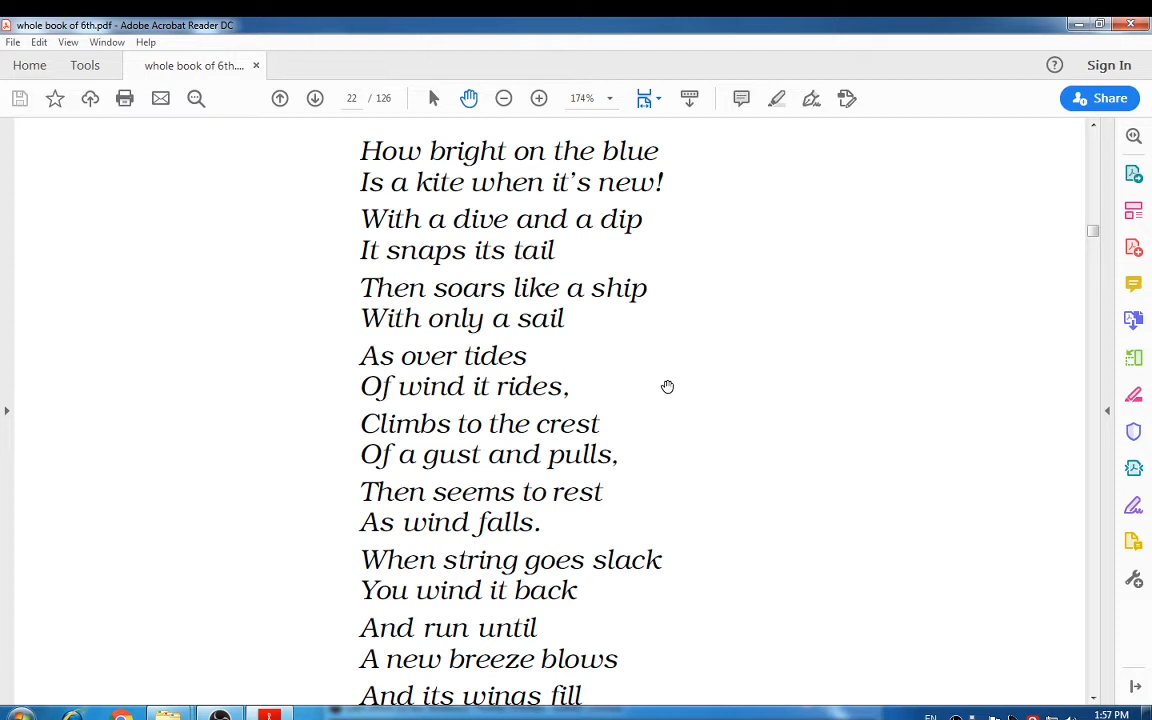 whole book of 6th.pdf - Adobe Acrobat Reader DC
File Edit View Window Help
Home Tools whole book of 6th.... × Sign In
22 / 126 174% Share
How bright on the blue
Is a kite when it's new!
With a dive and a dip
It snaps its tail
Then soars like a ship
With only a sail
As over tides
Of wind it rides,
Climbs to the crest
Of a gust and pulls,
Then seems to rest
As wind falls.
When string goes slack
You wind it back
And run until
A new breeze blows
And its wings fill
EN 1:57 PM